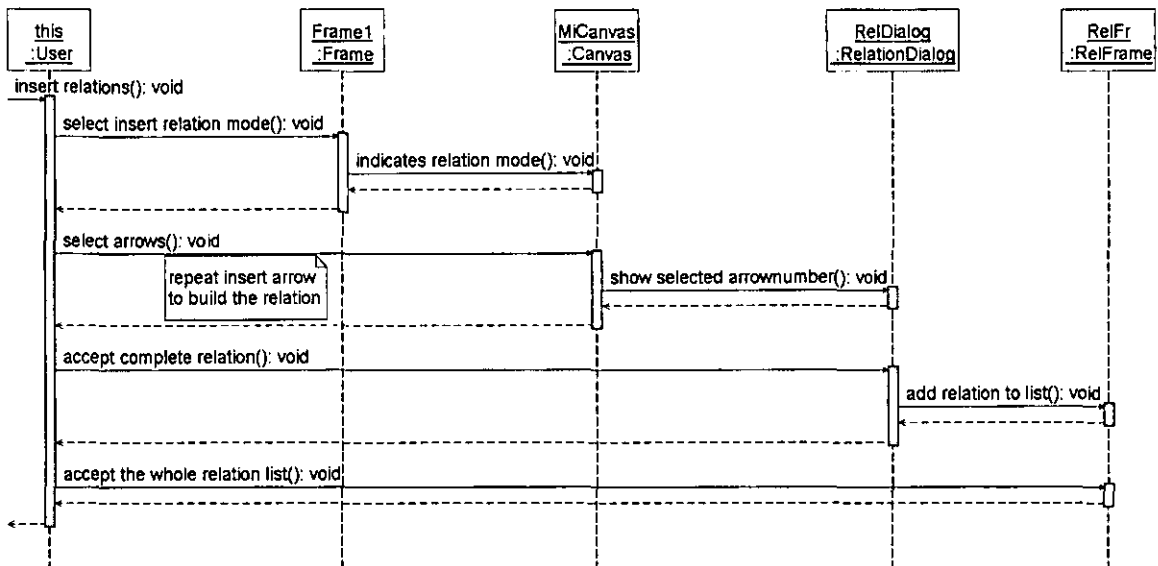 this
:User
Frame1
:Frame
MiCanvas
:Canvas
RelDialog
:RelationDialog
RelFr
:RelFrame
insert relations(): void
select insert relation mode(): void
indicates relation mode(): void
select arrows(): void
repeat insert arrow
to build the relation
show selected arrownumber(): void
accept complete relation(): void
add relation to list(): void
accept the whole relation list(): void